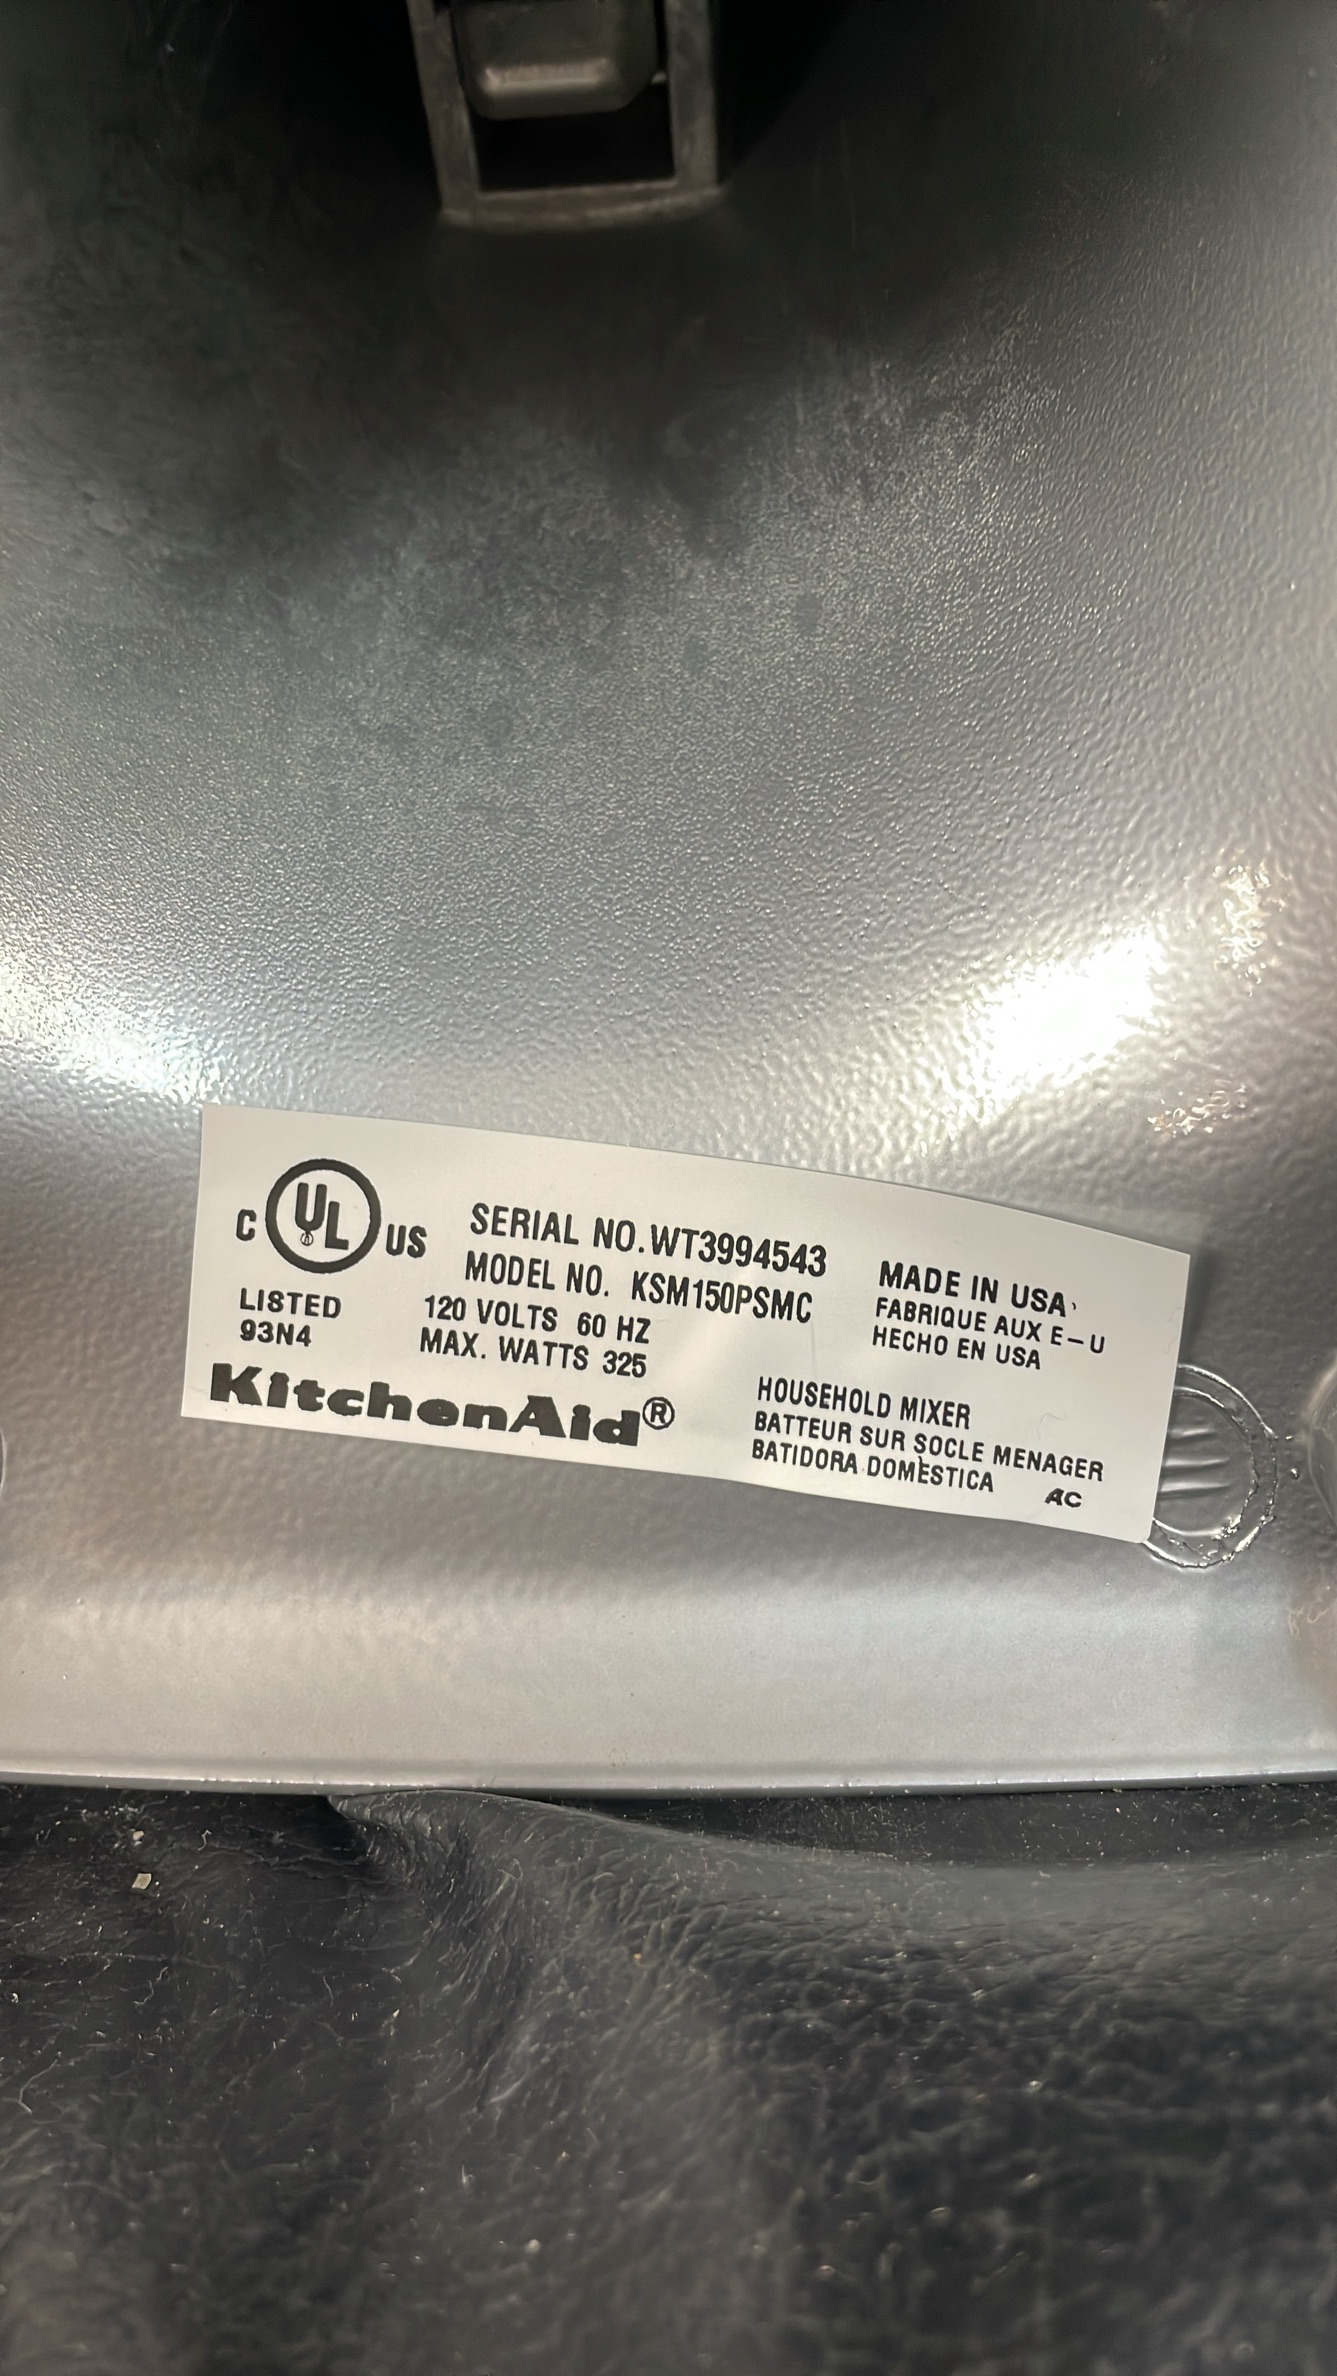 C UL US
LISTED
93N4
SERIAL NO. WT3994543
MODEL NO. KSM150PSMC
120 VOLTS 60 HZ
MAX. WATTS 325
KitchenAid®
MADE IN USA
FABRIQUE AUX E-U
HECHO EN USA
HOUSEHOLD MIXER
BATTEUR SUR SOCLE MENAGER
BATIDORA DOMESTICA
AC